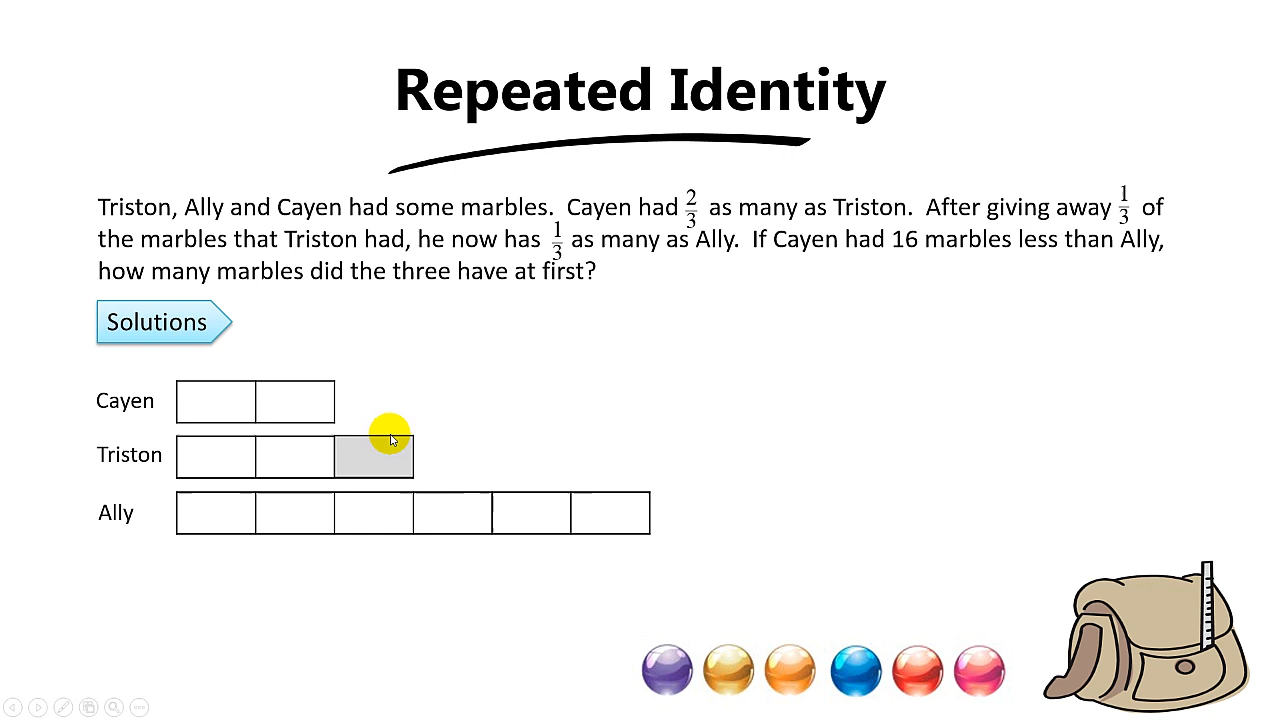 Repeated Identity
Triston, Ally and Cayen had some marbles. Cayen had 2/3 as many as Triston. After giving away 1/3 of
the marbles that Triston had, he now has 1/3 as many as Ally. If Cayen had 16 marbles less than Ally,
how many marbles did the three have at first?
Solutions
Cayen
Triston
Ally